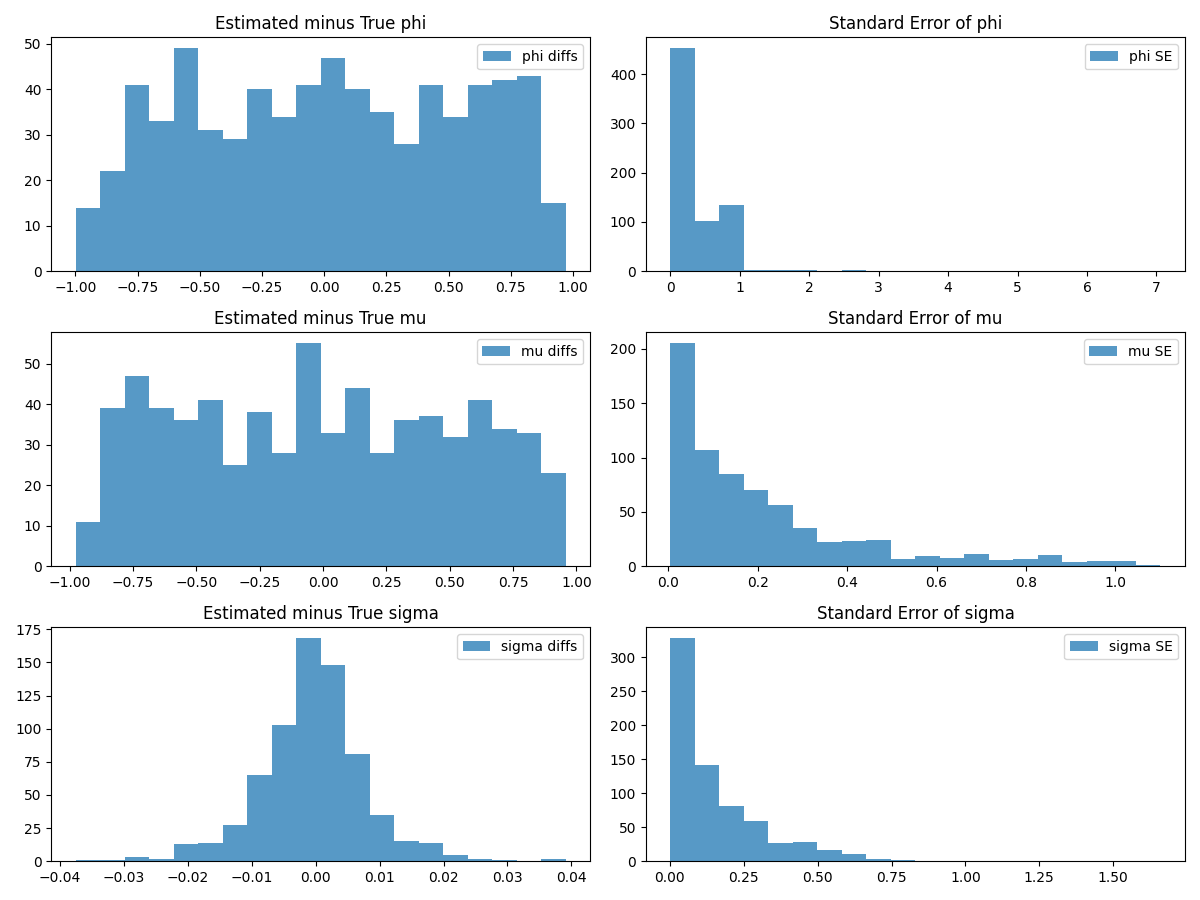 Estimated minus True phi
50
40
30
20
10
0
phi diffs
−1.00 −0.75 −0.50 −0.25 0.00 0.25 0.50 0.75 1.00
Standard Error of phi
400
300
200
100
0
phi SE
0 1 2 3 4 5 6 7
Estimated minus True mu
50
40
30
20
10
0
mu diffs
−1.00 −0.75 −0.50 −0.25 0.00 0.25 0.50 0.75 1.00
Standard Error of mu
200
150
100
50
0
mu SE
0.0 0.2 0.4 0.6 0.8 1.0
Estimated minus True sigma
175
150
125
100
75
50
25
0
sigma diffs
−0.04 −0.03 −0.02 −0.01 0.00 0.01 0.02 0.03 0.04
Standard Error of sigma
300
250
200
150
100
50
0
sigma SE
0.00 0.25 0.50 0.75 1.00 1.25 1.50